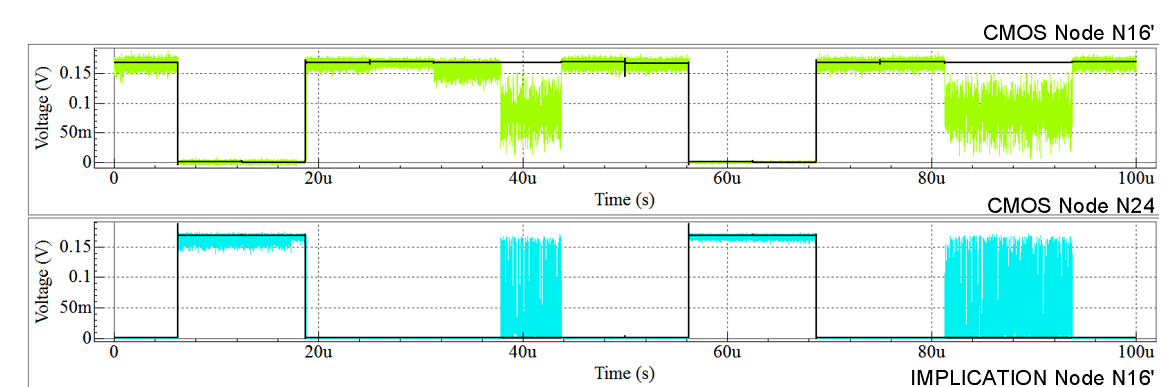 CMOS Node N16'
Voltage (V)
0.15
0.1
50m
0
0 20u 40u 60u 80u 100u
Time (s)
CMOS Node N24
Voltage (V)
0.15
0.1
50m
0
0 20u 40u 60u 80u 100u
Time (s)
IMPLICATION Node N16'